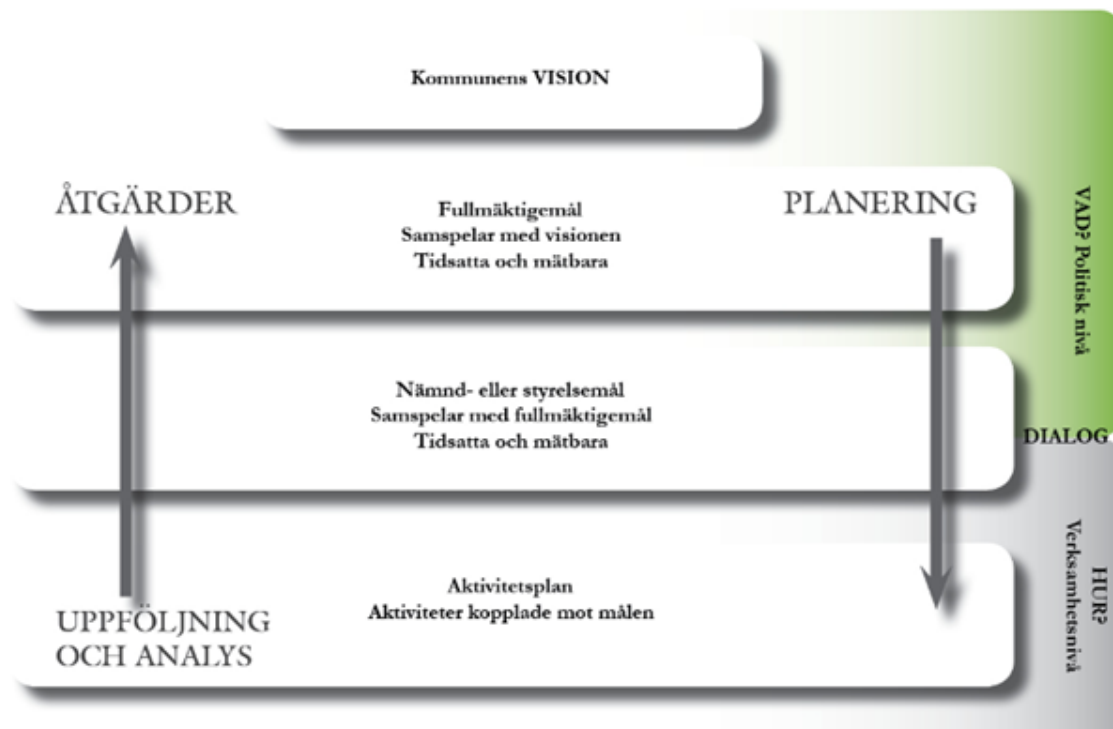 Kommunens VISION
ÅTGÄRDER
PLANERING
Fullmäktigemål
Samspelar med visionen
Tidsatta och mätbara
VAD? Politisk nivå
Nämnd- eller styrelsemål
Samspelar med fullmäktigemål
Tidsatta och mätbara
DIALOG
Aktivitetsplan
Aktiviteter kopplade mot målen
UPPFÖLJNING
OCH ANALYS
HUR?
Verksamhetsnivå